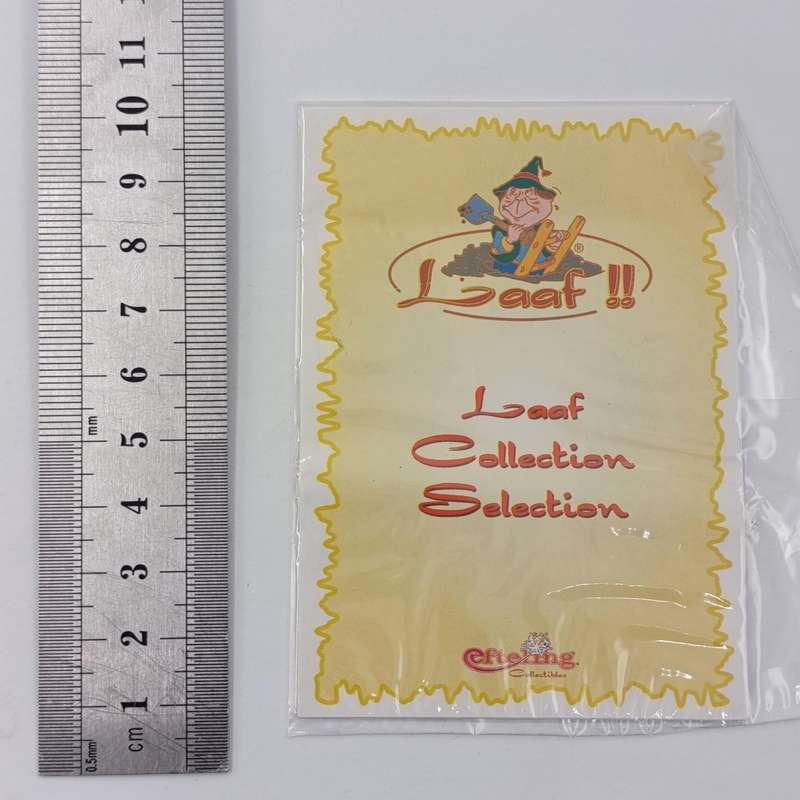 11
10
9
8
7
6
mm
5
4
3
2
1
cm
0.5mm
Laaf !!
®
Laaf
Collection
Selection
efteling
Collectibles